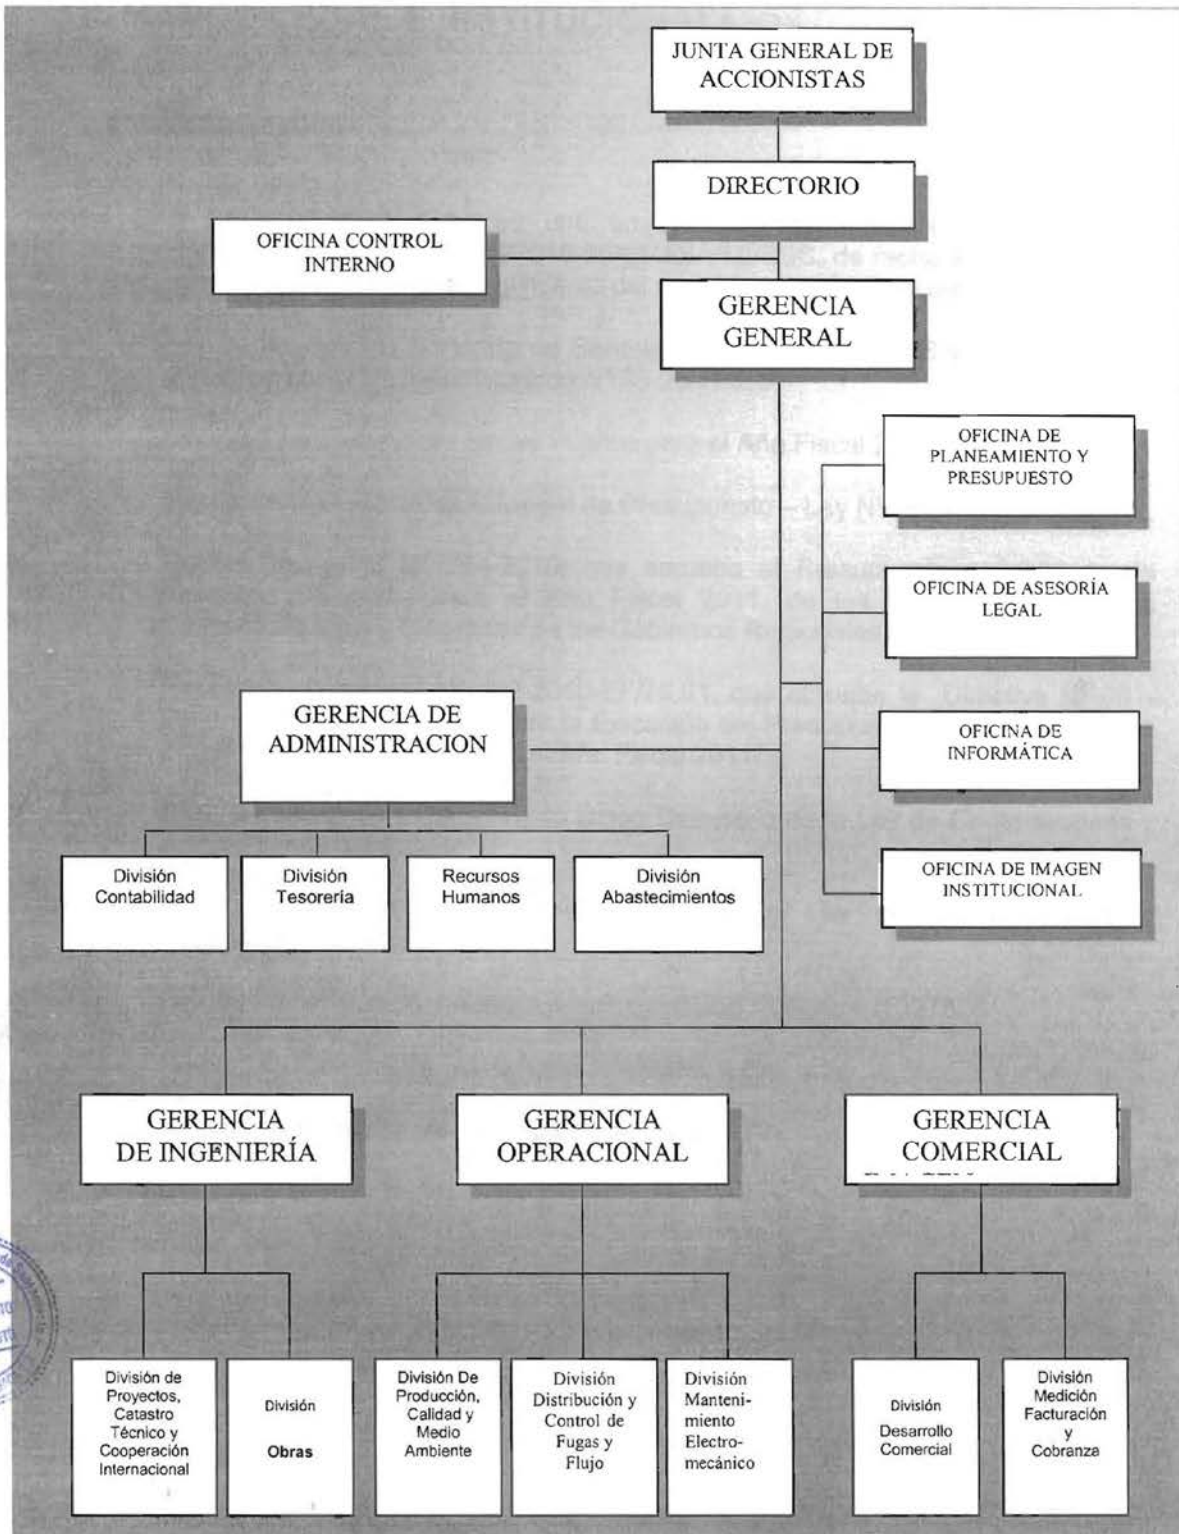 JUNTA GENERAL DE
ACCIONISTAS
DIRECTORIO
OFICINA CONTROL
INTERNO
GERENCIA
GENERAL
OFICINA DE
PLANEAMIENTO Y
PRESUPUESTO
OFICINA DE ASESORÍA
LEGAL
OFICINA DE
INFORMÁTICA
OFICINA DE IMAGEN
INSTITUCIONAL
GERENCIA DE
ADMINISTRACION
División
Contabilidad
División
Tesorería
Recursos
Humanos
División
Abastecimientos
GERENCIA
DE INGENIERÍA
GERENCIA
OPERACIONAL
GERENCIA
COMERCIAL
División de
Proyectos,
Catastro
Técnico y
Cooperación
Internacional
División
Obras
División De
Producción,
Calidad y
Medio
Ambiente
División
Distribución y
Control de
Fugas y
Flujo
División
Manteni-
miento
Electro-
mecánico
División
Desarrollo
Comercial
División
Medición
Facturación
y
Cobranza